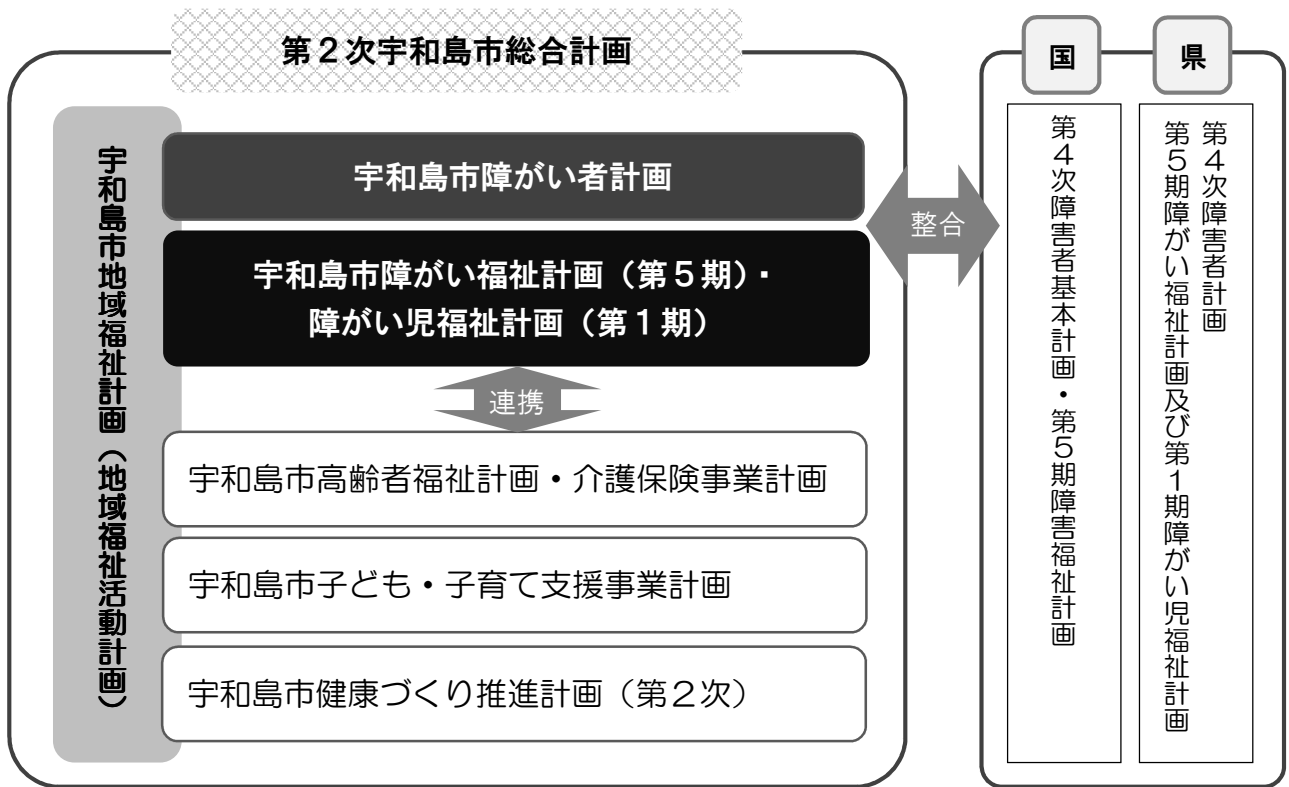 第２次宇和島市総合計画
宇和島市地域福祉計画（地域福祉活動計画）
宇和島市障がい者計画
宇和島市障がい福祉計画（第５期）・
障がい児福祉計画（第１期）
連携
宇和島市高齢者福祉計画・介護保険事業計画
宇和島市子ども・子育て支援事業計画
宇和島市健康づくり推進計画（第２次）
整合
国
第４次障害者基本計画・第５期障害福祉計画
県
第４次障害者計画
第５期障がい福祉計画及び第１期障がい児福祉計画